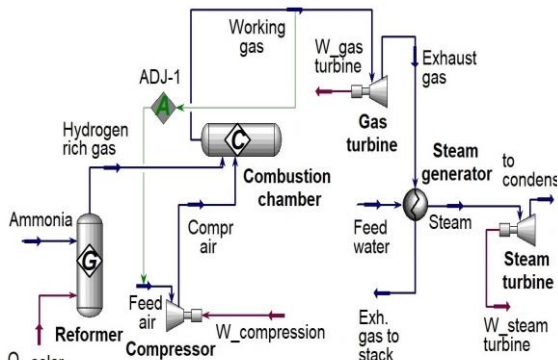 Working
gas
W_gas
turbine
Exhaust
gas
ADJ-1
A
Hydrogen
rich gas
C
Combustion
chamber
Gas
turbine
Steam
generator
to
condens
Ammonia
G
Compr
air
Feed
water
Steam
Steam
turbine
Feed
air
Reformer
Compressor
W_compression
Exh.
gas to
stack
W_steam
turbine